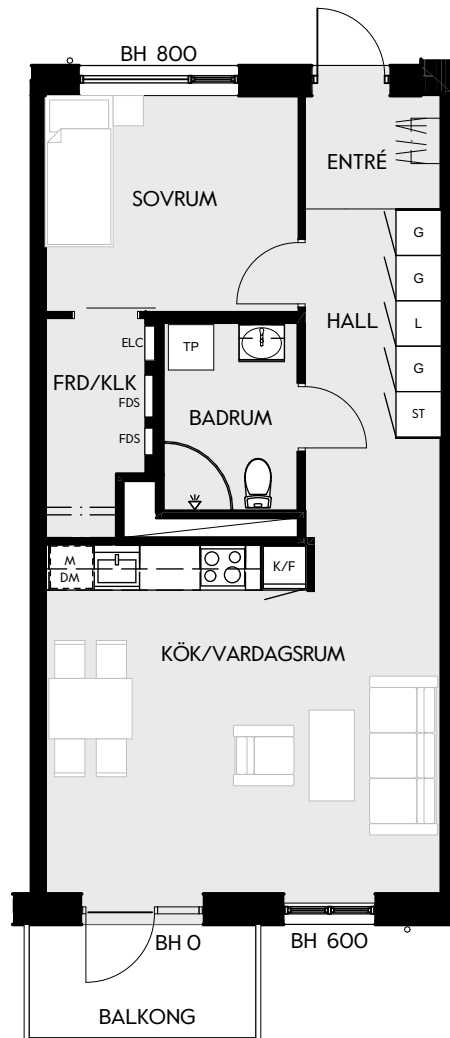 BH 800
ENTRÉ
SOVRUM
G
G
HALL
L
ELC
TP
FRD/KLK
G
FDS
BADRUM
ST
FDS
M
DM
K/F
KÖK/VARDAGSRUM
BH 0
BH 600
BALKONG